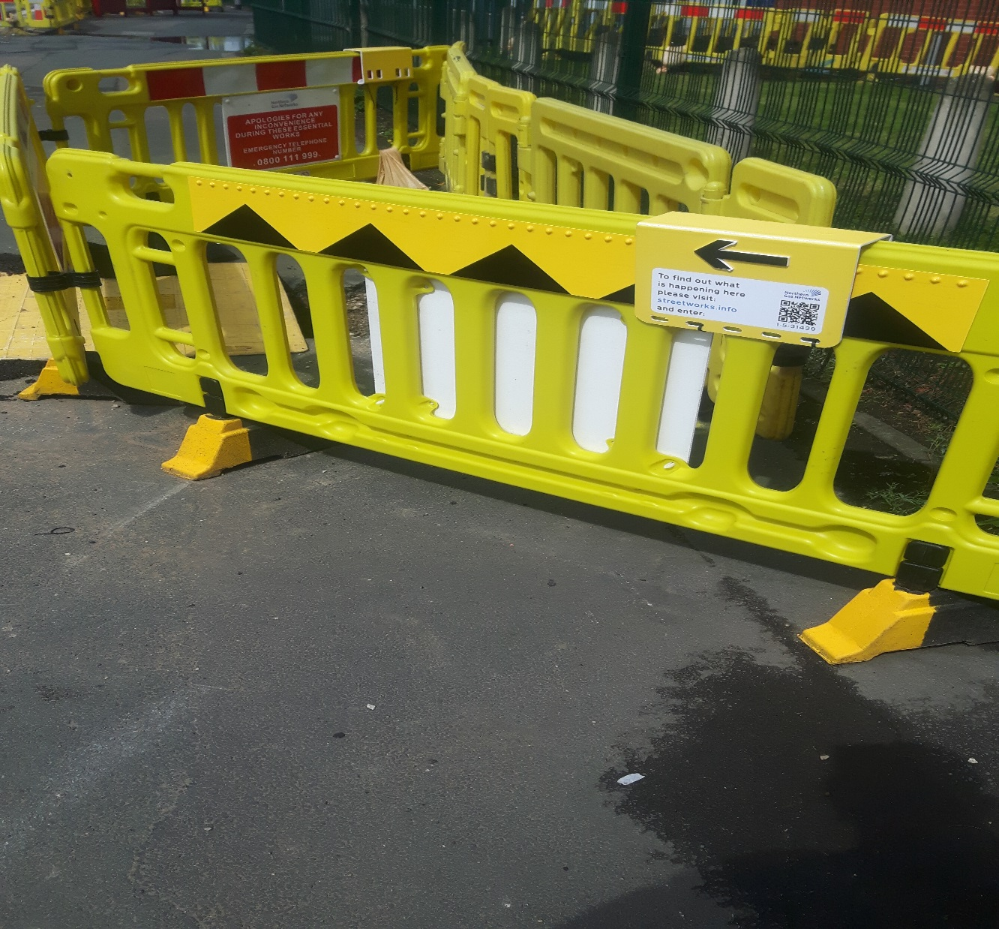 Northern
Gas Networks
APOLOGIES FOR ANY
INCONVENIENCE
DURING THESE ESSENTIAL
WORKS
EMERGENCY TELEPHONE
NUMBER
0800 111 999
To find out what
is happening here
please visit:
streetworks.info
and enter:
Northern
Gas Networks
1-S-31429